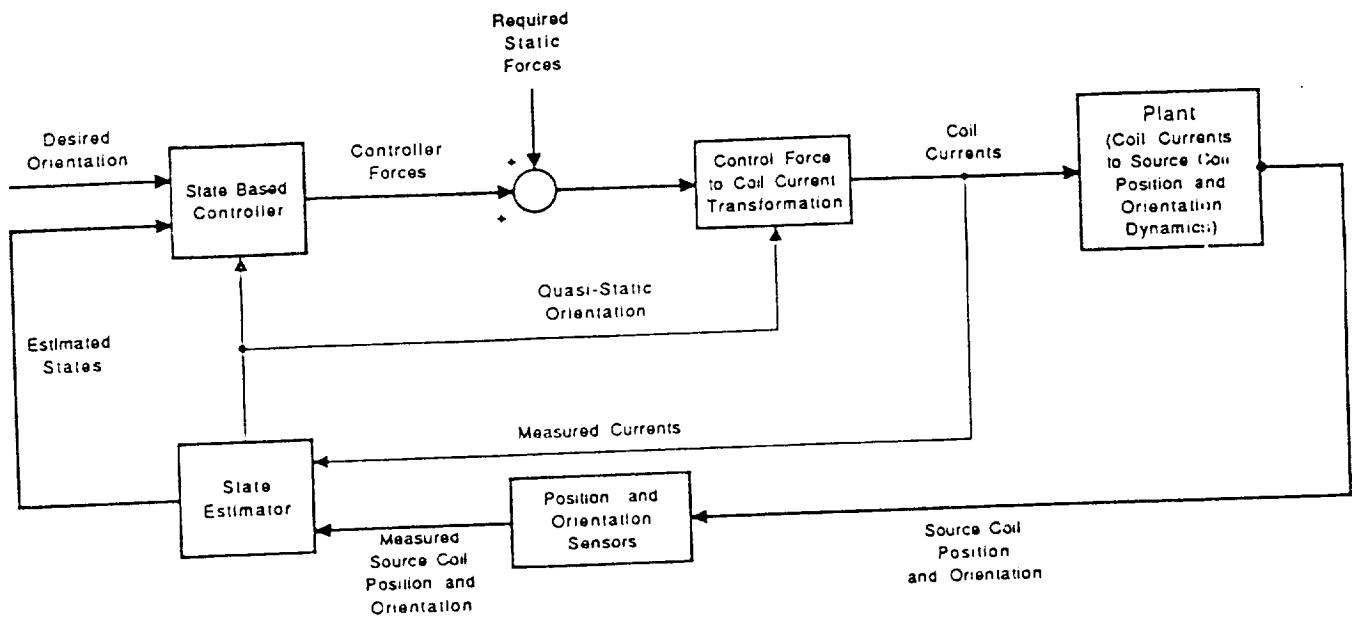 Required
Static
Forces
Desired
Orientation
State Based
Controller
Controller
Forces
+
+
Control Force
to Coil Current
Transformation
Coil
Currents
Plant
(Coil Currents
to Source Coil
Position and
Orientation
Dynamics)
Quasi-Static
Orientation
Estimated
States
Measured Currents
State
Estimator
Position and
Orientation
Sensors
Measured
Source Coil
Position and
Orientation
Source Coil
Position
and Orientation